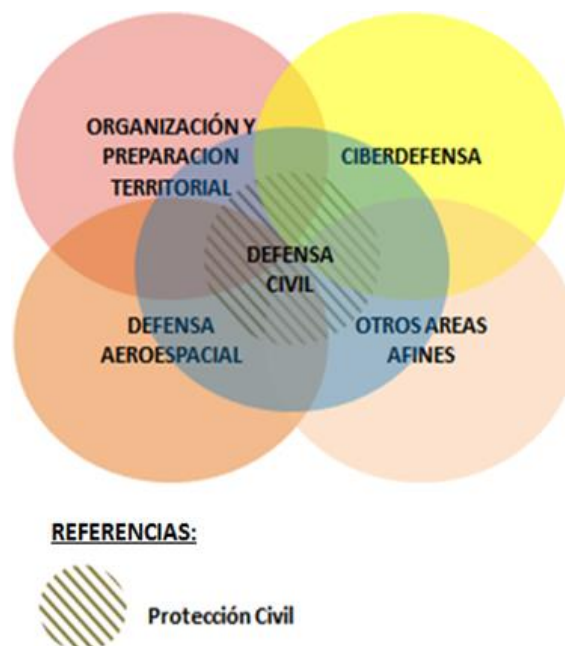 ORGANIZACIÓN Y
PREPARACION
TERRITORIAL
CIBERDEFENSA
DEFENSA
CIVIL
DEFENSA
AEROESPACIAL
OTROS AREAS
AFINES
REFERENCIAS:
Protección Civil